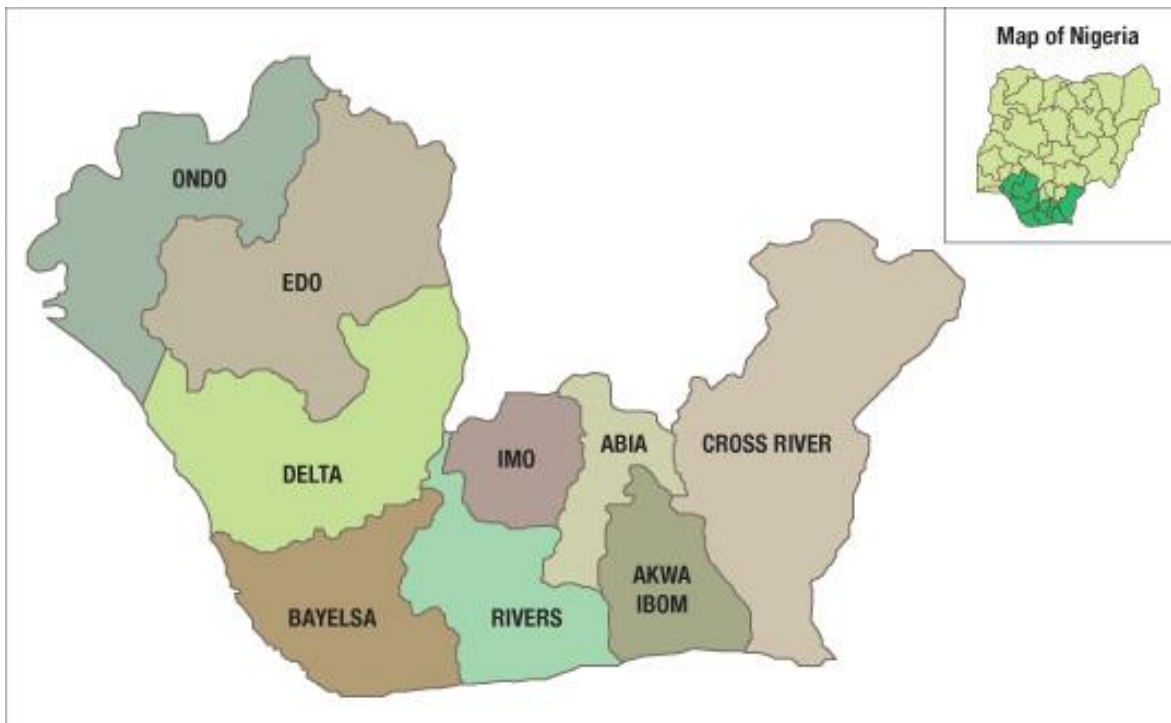 Map of Nigeria
ONDO
EDO
DELTA
IMO
ABIA
CROSS RIVER
BAYELSA
RIVERS
AKWA
IBOM